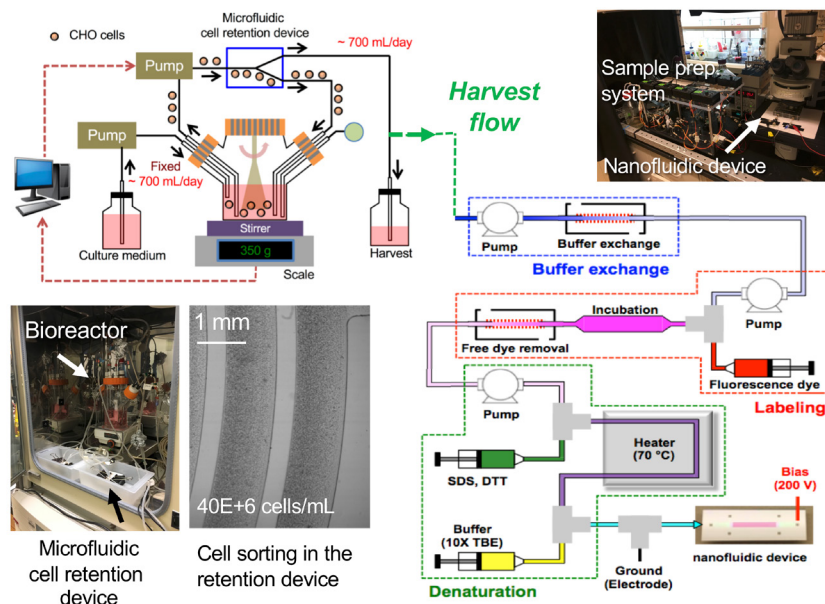 Microfluidic
cell retention
device
CHO cells
~ 700 mL/day
Pump
Pump
Fixed
~ 700 mL/day
Culture medium
Stirrer
350 g
Scale
Harvest
Harvest
flow
Sample prep.
system
Nanofluidic device
Pump
Buffer exchange
Buffer exchange
Incubation
Pump
Free dye removal
Fluorescence dye
Labeling
Pump
SDS, DTT
Heater
(70 °C)
Buffer
(10X TBE)
Denaturation
Ground
(Electrode)
Bias
(200 V)
nanofluidic device
Bioreactor
Microfluidic
cell retention
device
1 mm
40E+6 cells/mL
Cell sorting in the
retention device